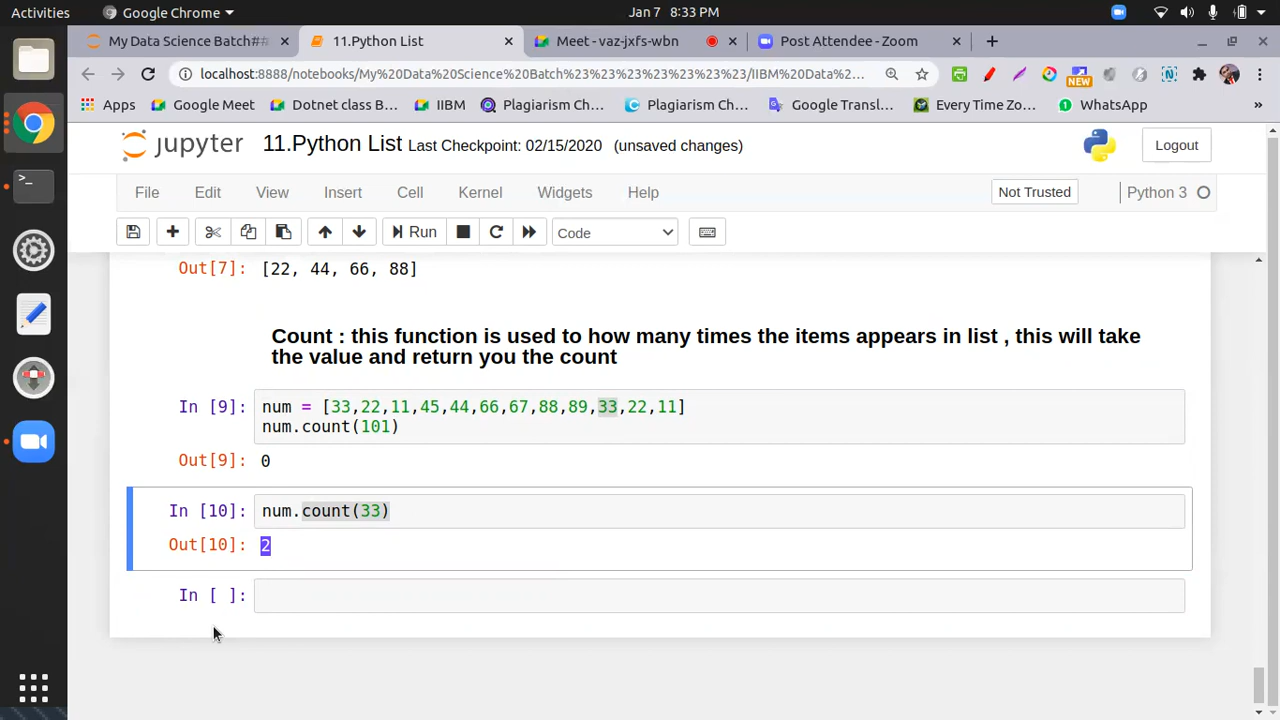 Activities
Google Chrome
Jan 7 8:33 PM
My Data Science Batch##
11.Python List
Meet - vaz-jxfs-wbn
Post Attendee - Zoom
localhost:8888/notebooks/My%20Data%20Science%20Batch%23%23%23%23%23%23/IIBM%20Data%2...
NEW
Apps
Google Meet
Dotnet class B...
IIBM
Plagiarism Ch...
Plagiarism Ch...
Google Transl...
Every Time Zo...
WhatsApp
»
jupyter 11.Python List Last Checkpoint: 02/15/2020 (unsaved changes)
Logout
File Edit View Insert Cell Kernel Widgets Help
Not Trusted
Python 3
Run
Code
Out[7]: [22, 44, 66, 88]
Count : this function is used to how many times the items appears in list , this will take
the value and return you the count
In [9]: num = [33,22,11,45,44,66,67,88,89,33,22,11]
num.count(101)
Out[9]: 0
In [10]: num.count(33)
Out[10]: 2
In [ ]: